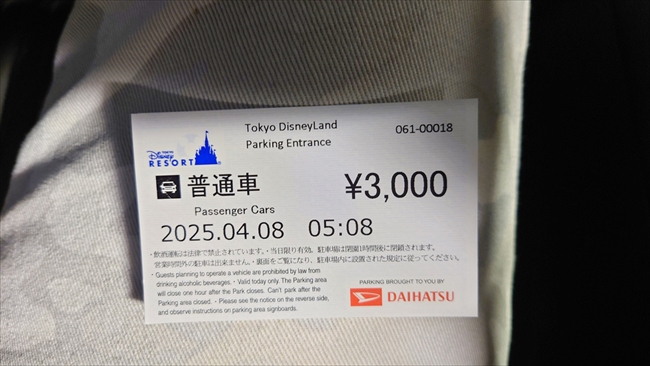 Tokyo DisneyLand
Parking Entrance
061-00018
TOKYO
Disney
RESORT
普通車
¥3,000
Passenger Cars
2025.04.08 05:08
・飲酒運転は法律で禁止されています。・当日限り有効。駐車場は閉園1時間後に閉鎖されます。
営業時間外の駐車は出来ません。・裏面をご覧になり、駐車場内に設置された規定に従ってください。
・Guests planning to operate a vehicle are prohibited by law from
drinking alcoholic beverages.・Valid today only. The Parking area
will close one hour after the Park closes. Can't park after the
Parking area closed.・Please see the notice on the reverse side,
and observe instructions on parking area signboards.
PARKING BROUGHT TO YOU BY
DAIHATSU